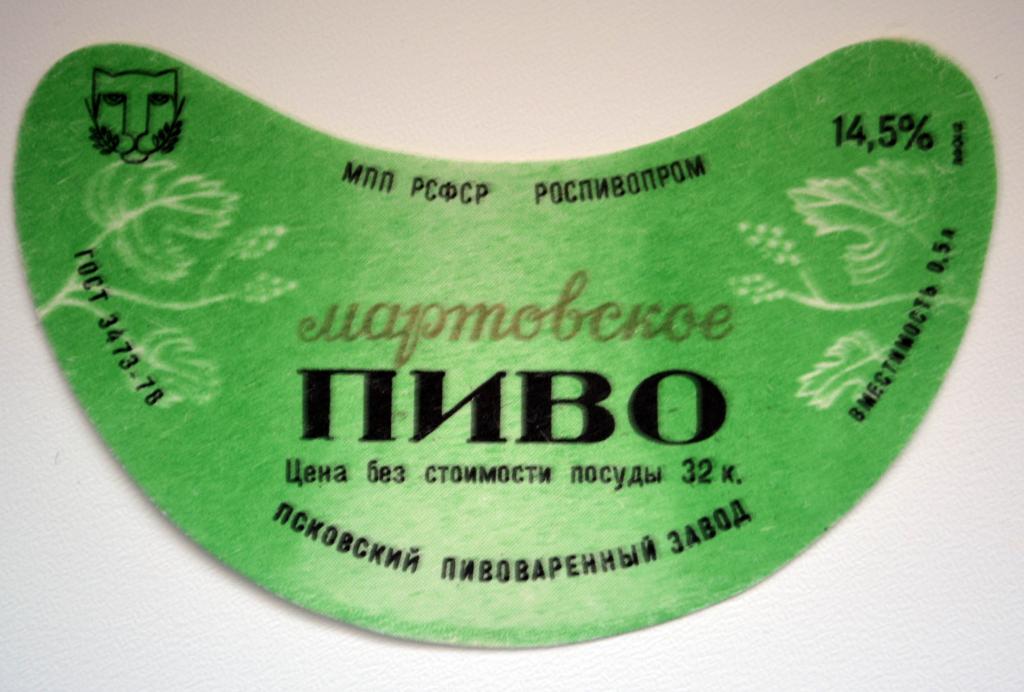 МПП РСФСР РОСПИВОПРОМ
14,5%
ГОСТ 3473-78
ВМЕСТИМОСТЬ 0,5 л
мартовское
ПИВО
Цена без стоимости посуды 32 к.
ПСКОВСКИЙ ПИВОВАРЕННЫЙ ЗАВОД